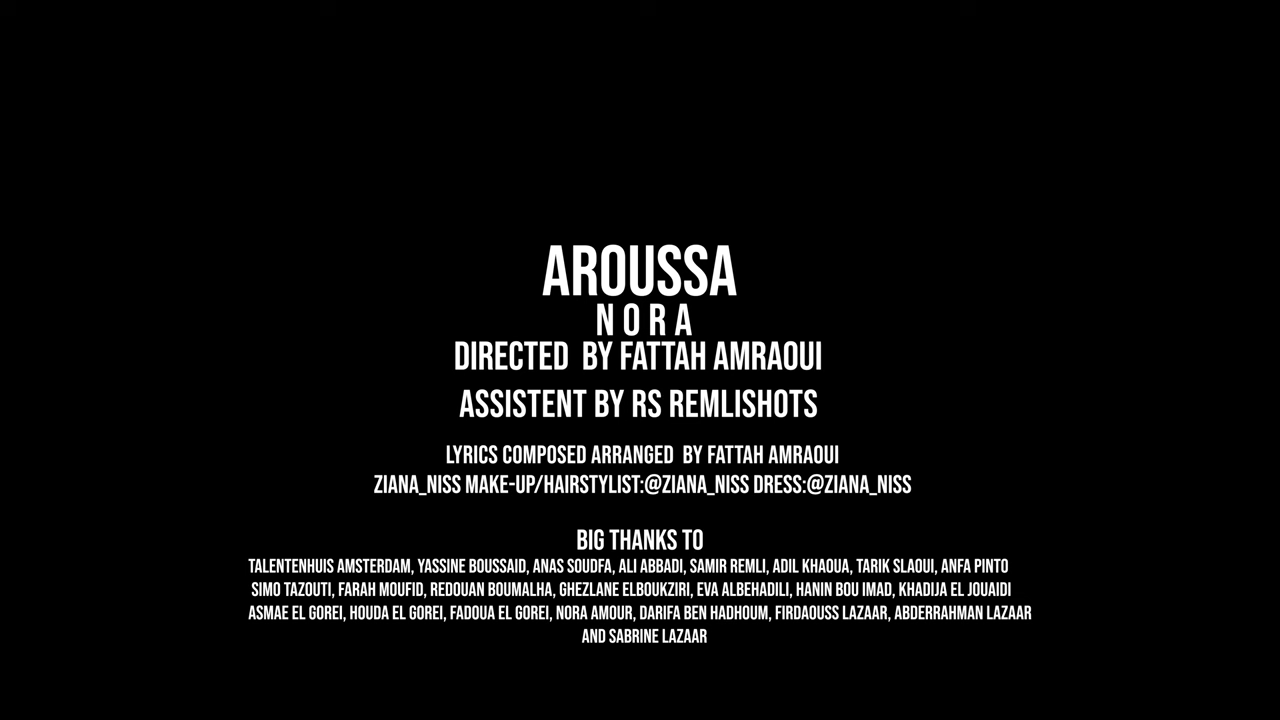 AROUSSA
NORA
DIRECTED BY FATTAH AMRAOUI
ASSISTENT BY RS REMLISHOTS
LYRICS COMPOSED ARRANGED BY FATTAH AMRAOUI
ZIANA_NISS MAKE-UP/HAIRSTYLIST:@ZIANA_NISS DRESS:@ZIANA_NISS
BIG THANKS TO
TALENTENHUIS AMSTERDAM, YASSINE BOUSSAID, ANAS SOUDFA, ALI ABBADI, SAMIR REMLI, ADIL KHAOUA, TARIK SLAOUI, ANFA PINTO
SIMO TAZOUTI, FARAH MOUFID, REDOUAN BOUMALHA, GHEZLANE ELBOUKZIRI, EVA ALBEHADILI, HANIN BOU IMAD, KHADIJA EL JOUAIDI
ASMAE EL GOREI, HOUDA EL GOREI, FADOUA EL GOREI, NORA AMOUR, DARIFA BEN HADHOUM, FIRDAOUSS LAZAAR, ABDERRAHMAN LAZAAR
AND SABRINE LAZAAR